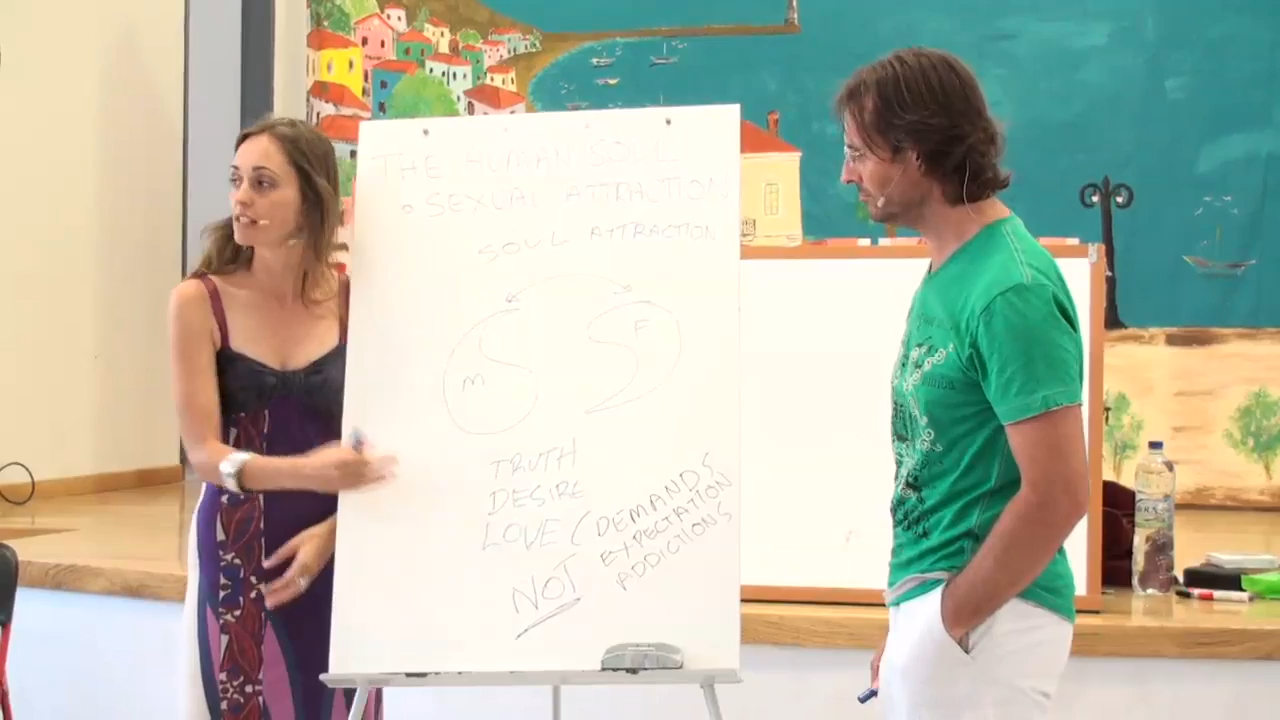 THE HUMAN SOUL
• SEXUAL ATTRACTION
SOUL ATTRACTION
M
F
TRUTH
DESIRE
LOVE (DEMANDS
EXPECTATION
ADDICTIONS
NOT